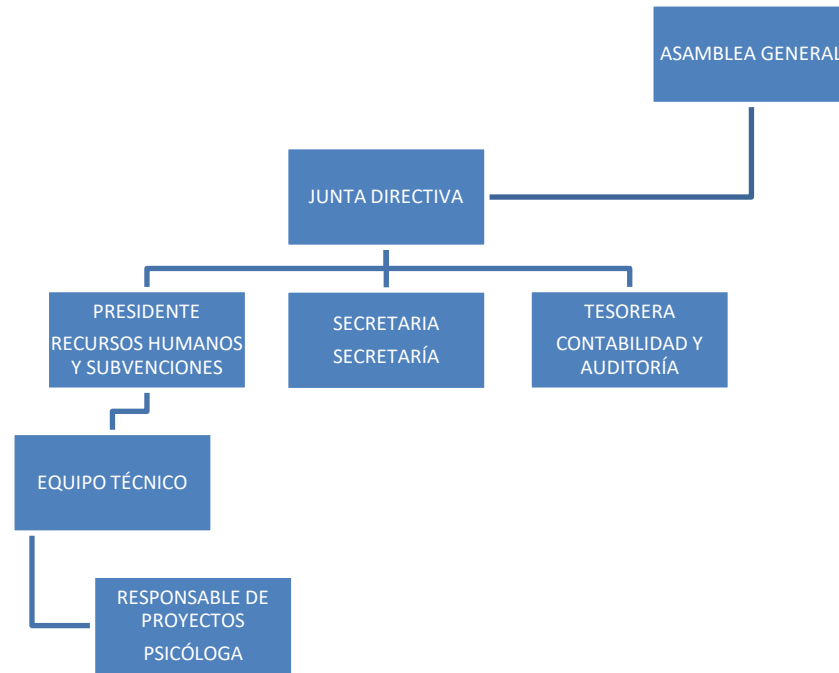 ASAMBLEA GENERAL
JUNTA DIRECTIVA
PRESIDENTE
RECURSOS HUMANOS
Y SUBVENCIONES
SECRETARIA
SECRETARÍA
TESORERA
CONTABILIDAD Y
AUDITORÍA
EQUIPO TÉCNICO
RESPONSABLE DE
PROYECTOS
PSICÓLOGA